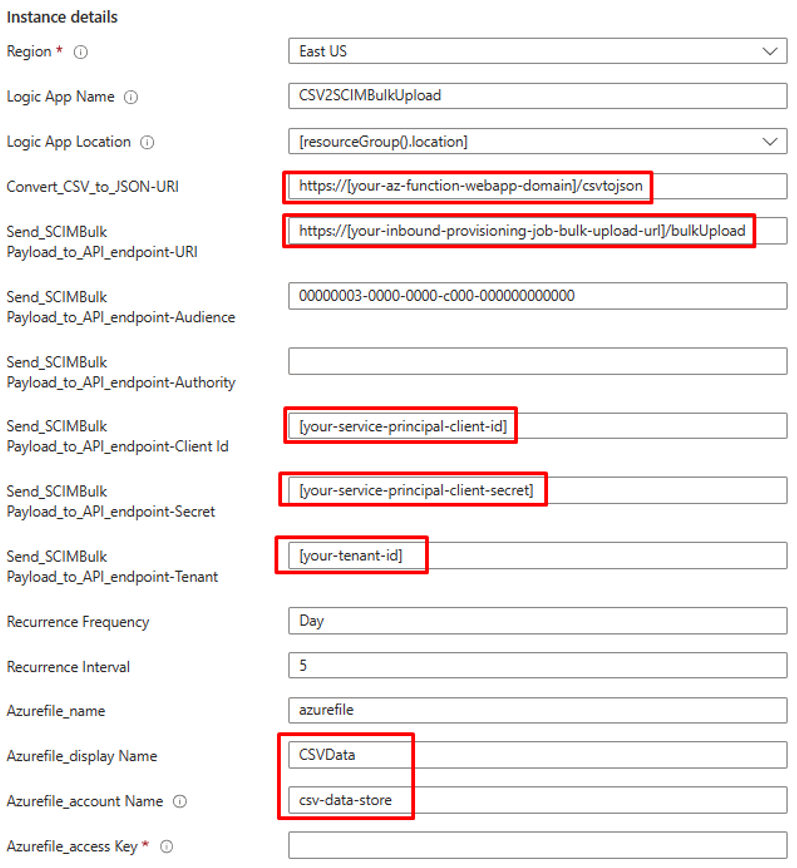 Instance details
Region *
East US
Logic App Name
CSV2SCIMBulkUpload
Logic App Location
[resourceGroup().location]
Convert_CSV_to_JSON-URI
https://[your-az-function-webapp-domain]/csvtojson
Send_SCIMBulk
Payload_to_API_endpoint-URI
https://[your-inbound-provisioning-job-bulk-upload-url]/bulkUpload
Send_SCIMBulk
Payload_to_API_endpoint-Audience
00000003-0000-0000-c000-000000000000
Send_SCIMBulk
Payload_to_API_endpoint-Authority
Send_SCIMBulk
Payload_to_API_endpoint-Client Id
[your-service-principal-client-id]
Send_SCIMBulk
Payload_to_API_endpoint-Secret
[your-service-principal-client-secret]
Send_SCIMBulk
Payload_to_API_endpoint-Tenant
[your-tenant-id]
Recurrence Frequency
Day
Recurrence Interval
5
Azurefile_name
azurefile
Azurefile_display Name
CSVData
Azurefile_account Name
csv-data-store
Azurefile_access Key *